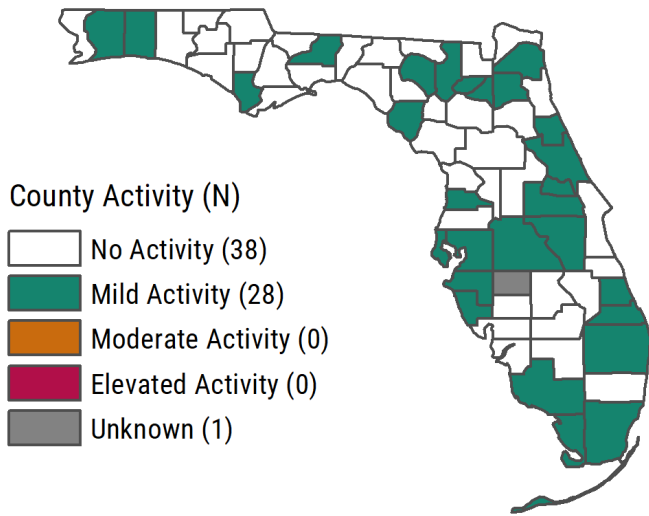 County Activity (N)
No Activity (38)
Mild Activity (28)
Moderate Activity (0)
Elevated Activity (0)
Unknown (1)